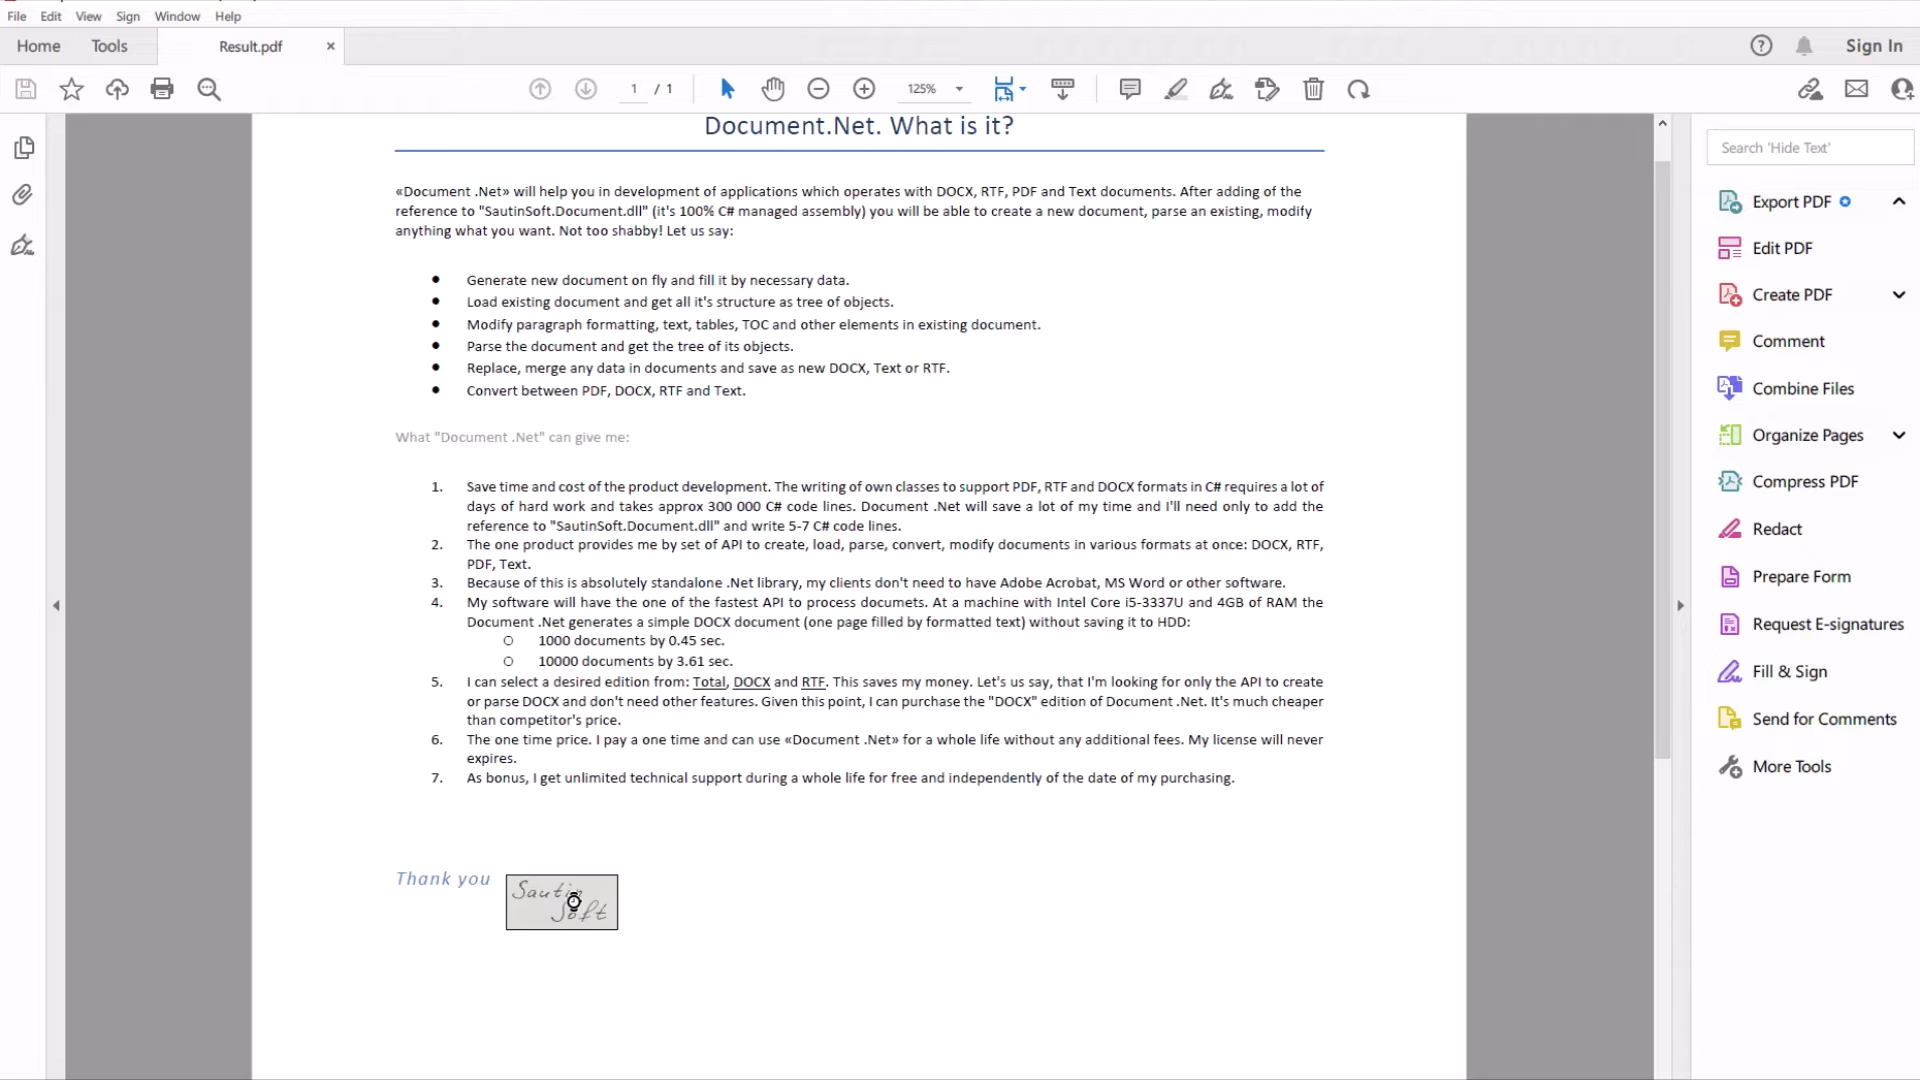 File Edit View Sign Window Help
Home Tools Result.pdf × Sign In
1 / 1 125%
Document.Net. What is it?
«Document .Net» will help you in development of applications which operates with DOCX, RTF, PDF and Text documents. After adding of the
reference to "SautinSoft.Document.dll" (it's 100% C# managed assembly) you will be able to create a new document, parse an existing, modify
anything what you want. Not too shabby! Let us say:
● Generate new document on fly and fill it by necessary data.
● Load existing document and get all it's structure as tree of objects.
● Modify paragraph formatting, text, tables, TOC and other elements in existing document.
● Parse the document and get the tree of its objects.
● Replace, merge any data in documents and save as new DOCX, Text or RTF.
● Convert between PDF, DOCX, RTF and Text.
What "Document .Net" can give me:
1. Save time and cost of the product development. The writing of own classes to support PDF, RTF and DOCX formats in C# requires a lot of
days of hard work and takes approx 300 000 C# code lines. Document .Net will save a lot of my time and I'll need only to add the
reference to "SautinSoft.Document.dll" and write 5-7 C# code lines.
2. The one product provides me by set of API to create, load, parse, convert, modify documents in various formats at once: DOCX, RTF,
PDF, Text.
3. Because of this is absolutely standalone .Net library, my clients don't need to have Adobe Acrobat, MS Word or other software.
4. My software will have the one of the fastest API to process documets. At a machine with Intel Core i5-3337U and 4GB of RAM the
Document .Net generates a simple DOCX document (one page filled by formatted text) without saving it to HDD:
○ 1000 documents by 0.45 sec.
○ 10000 documents by 3.61 sec.
5. I can select a desired edition from: Total, DOCX and RTF. This saves my money. Let's us say, that I'm looking for only the API to create
or parse DOCX and don't need other features. Given this point, I can purchase the "DOCX" edition of Document .Net. It's much cheaper
than competitor's price.
6. The one time price. I pay a one time and can use «Document .Net» for a whole life without any additional fees. My license will never
expires.
7. As bonus, I get unlimited technical support during a whole life for free and independently of the date of my purchasing.
Thank you
Sautin
Soft
Search 'Hide Text'
Export PDF
Edit PDF
Create PDF
Comment
Combine Files
Organize Pages
Compress PDF
Redact
Prepare Form
Request E-signatures
Fill & Sign
Send for Comments
More Tools